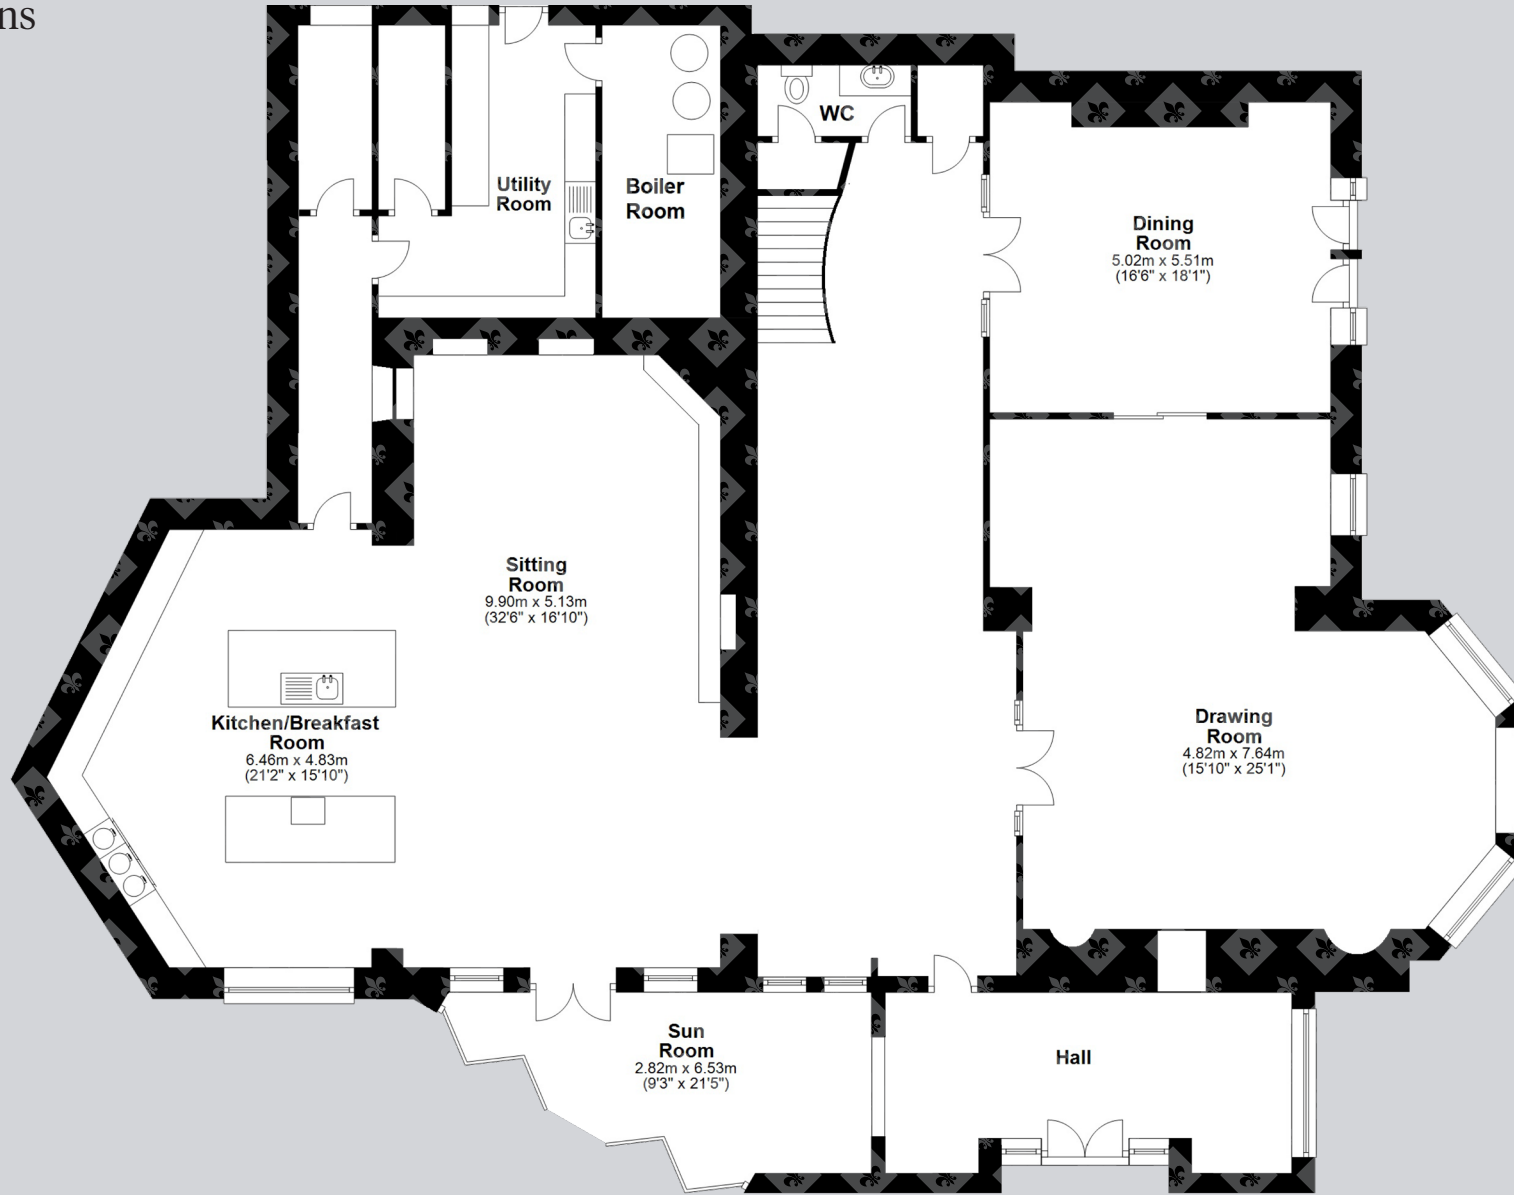 ns
Utility
Room
Boiler
Room
WC
Dining
Room
5.02m x 5.51m
(16'6" x 18'1")
Sitting
Room
9.90m x 5.13m
(32'6" x 16'10")
Kitchen/Breakfast
Room
6.46m x 4.83m
(21'2" x 15'10")
Drawing
Room
4.82m x 7.64m
(15'10" x 25'1")
Sun
Room
2.82m x 6.53m
(9'3" x 21'5")
Hall